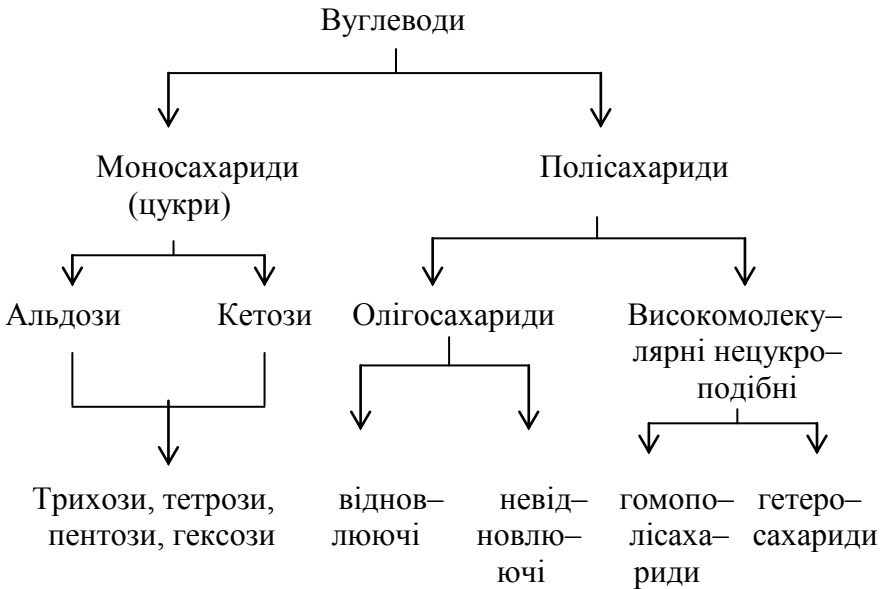 Вуглеводи
Моносахариди
(цукри)
Полісахариди
Альдози
Кетози
Олігосахариди
Високомолеку–
лярні нецукро–
подібні
Трихози, тетрози,
пентози, гексози
віднов–
люючі
невід–
новлю–
ючі
гомопо–
лісаха–
риди
гетеро–
сахариди